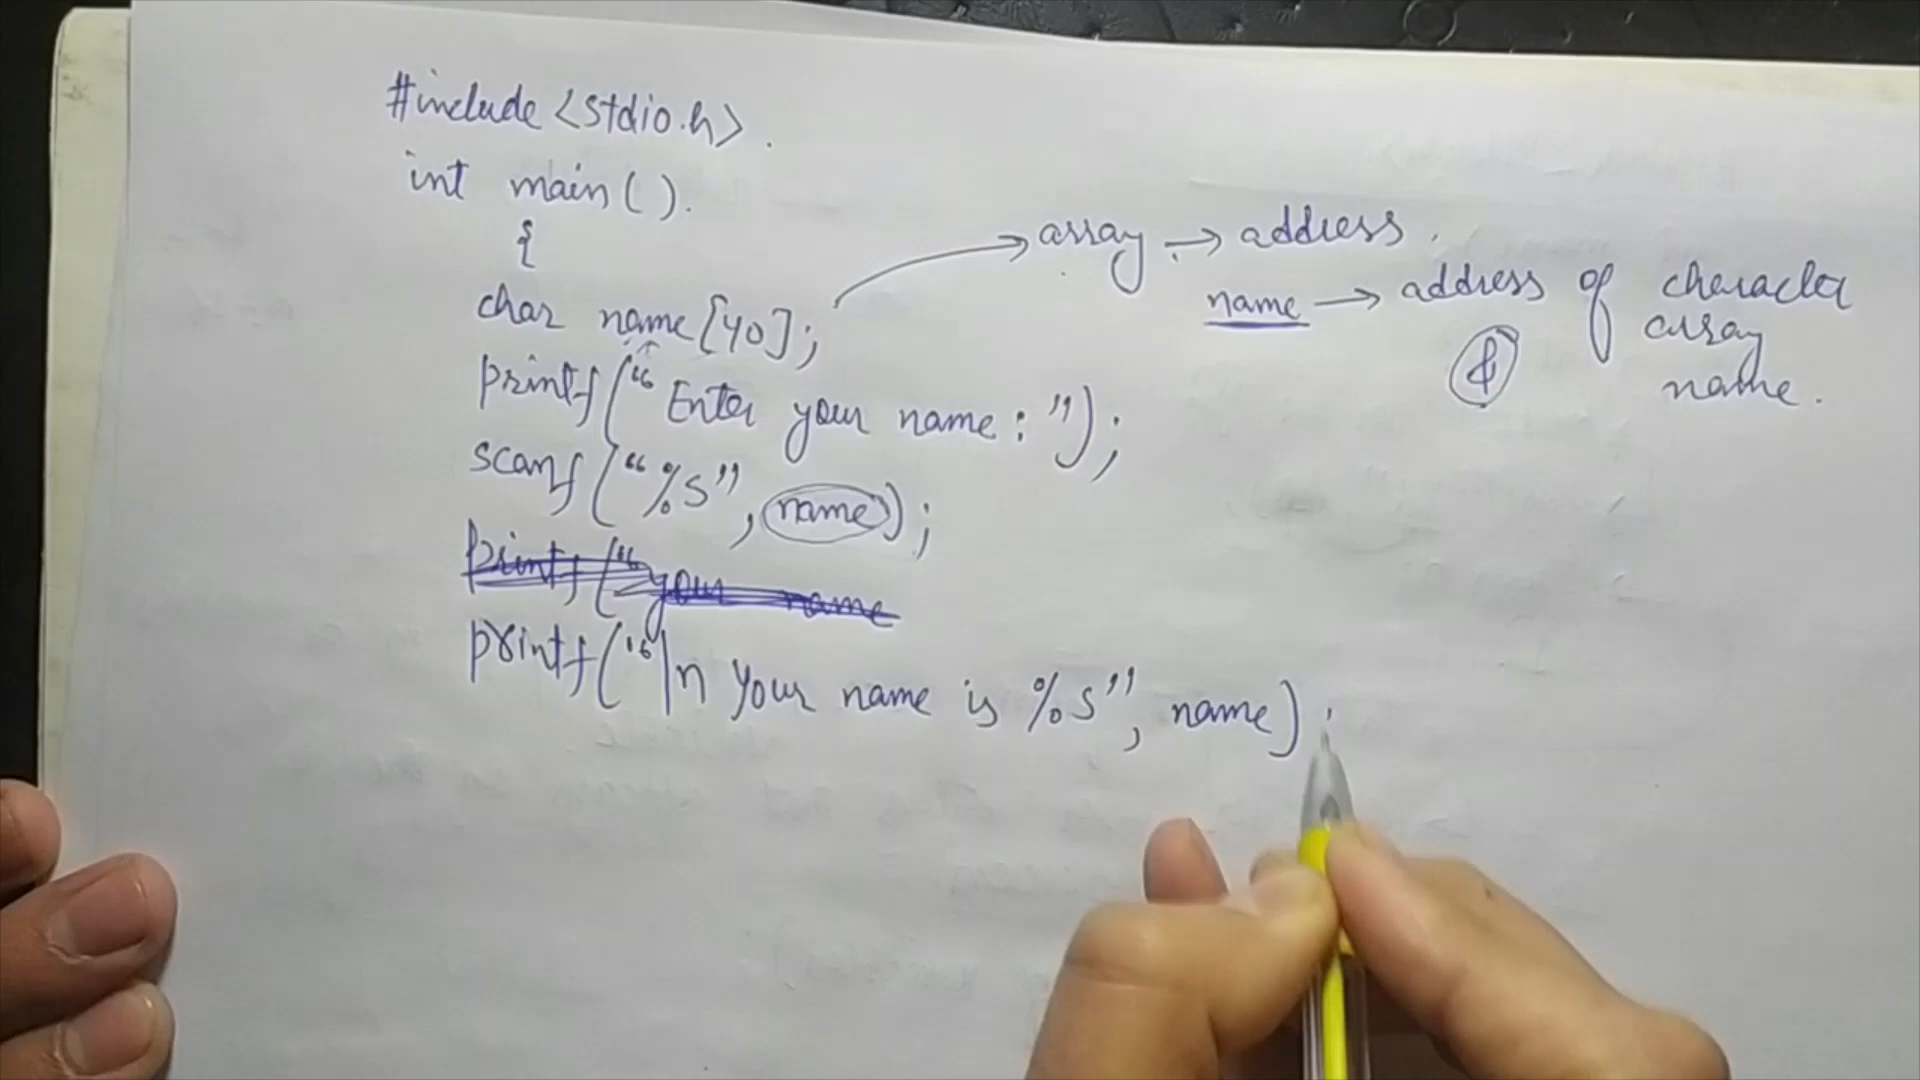 #include <stdio.h>.
int main().
{
char name[40];
printf("Enter your name: ");
scanf("%s", name);
printf("your name
printf("\n Your name is %s", name);
array → address.
name → address of character
array
name.
&